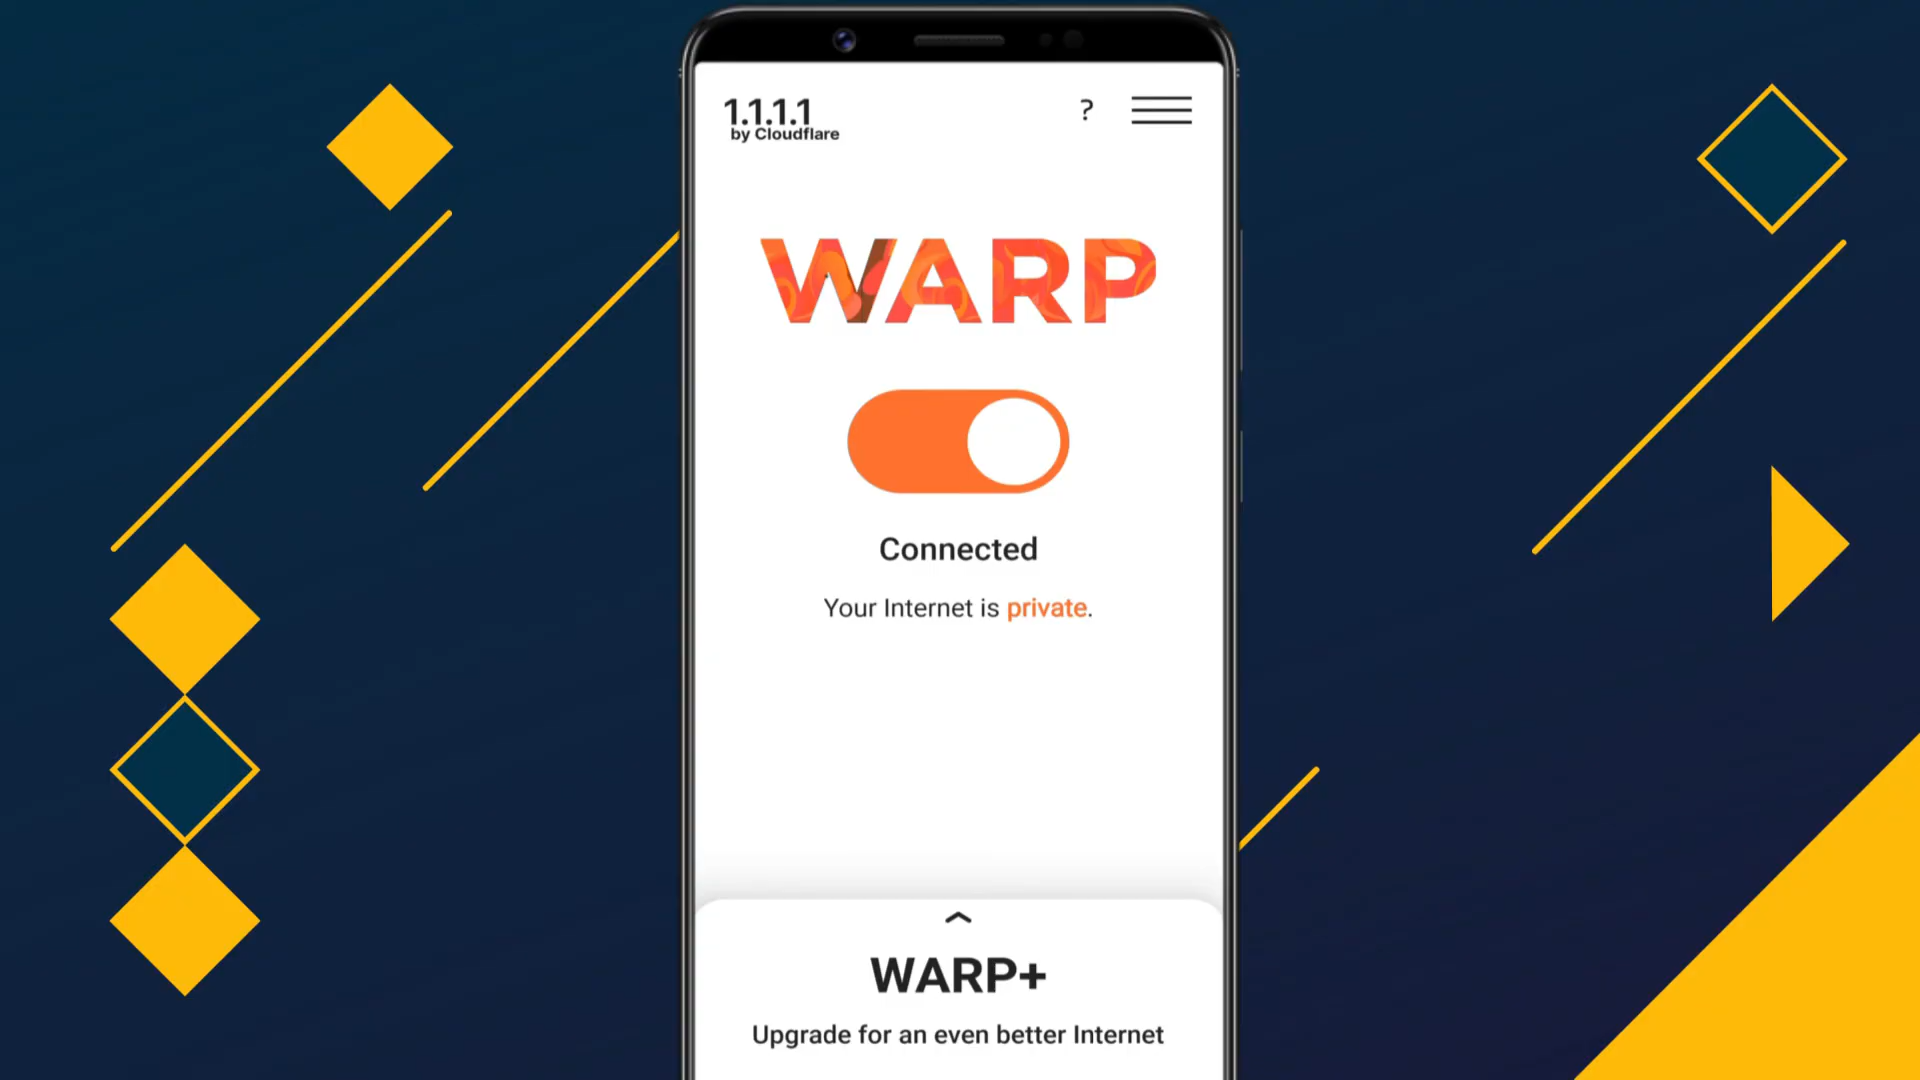 1.1.1.1
by Cloudflare
?
WARP
Connected
Your Internet is private.
WARP+
Upgrade for an even better Internet